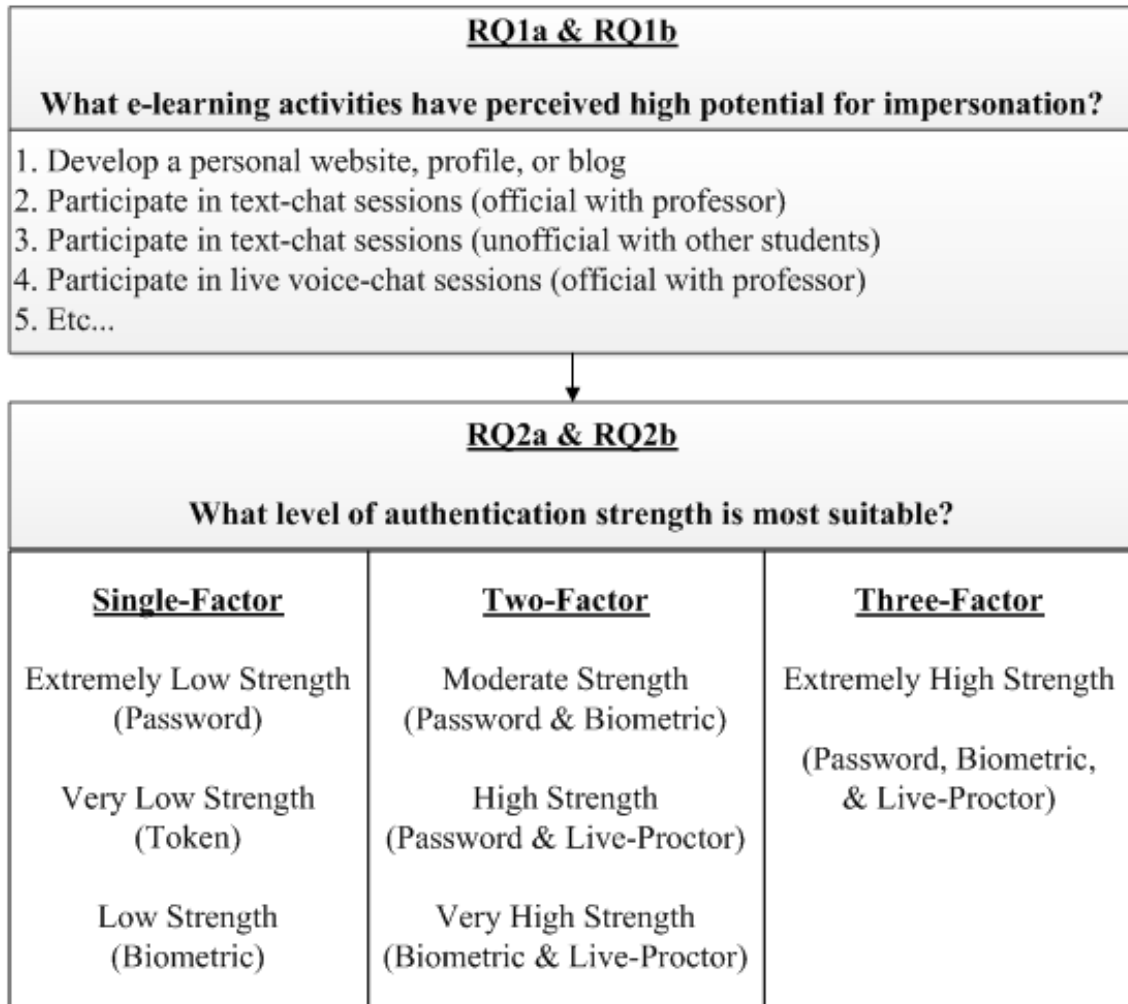 RQ1a & RQ1b
What e-learning activities have perceived high potential for impersonation?
1. Develop a personal website, profile, or blog
2. Participate in text-chat sessions (official with professor)
3. Participate in text-chat sessions (unofficial with other students)
4. Participate in live voice-chat sessions (official with professor)
5. Etc...
RQ2a & RQ2b
What level of authentication strength is most suitable?
Single-Factor
Extremely Low Strength
(Password)
Very Low Strength
(Token)
Low Strength
(Biometric)
Two-Factor
Moderate Strength
(Password & Biometric)
High Strength
(Password & Live-Proctor)
Very High Strength
(Biometric & Live-Proctor)
Three-Factor
Extremely High Strength
(Password, Biometric,
& Live-Proctor)